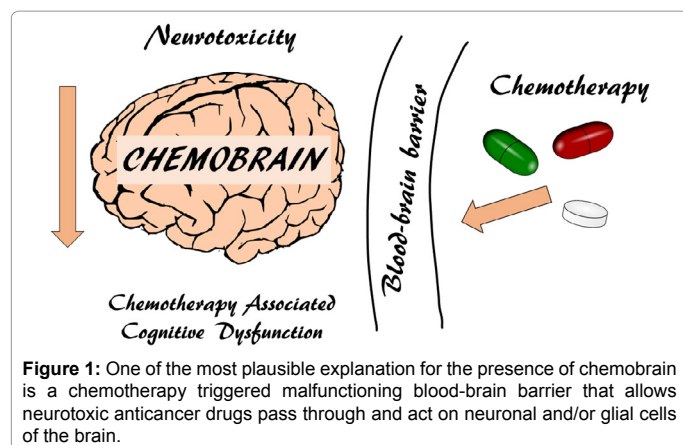 Neurotoxicity
CHEMOBRAIN
Chemotherapy Associated
Cognitive Dysfunction
Blood-brain barrier
Chemotherapy
Figure 1: One of the most plausible explanation for the presence of chemobrain
is a chemotherapy triggered malfunctioning blood-brain barrier that allows
neurotoxic anticancer drugs pass through and act on neuronal and/or glial cells
of the brain.